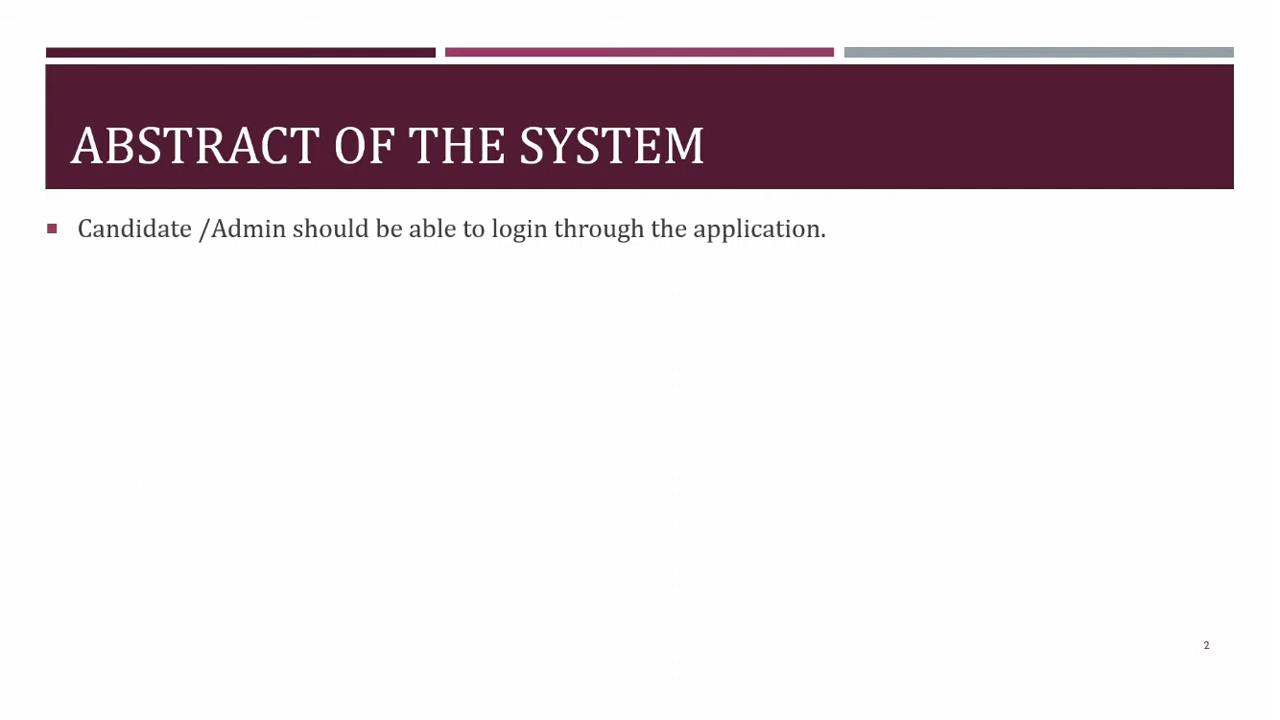 ABSTRACT OF THE SYSTEM
Candidate /Admin should be able to login through the application.
2